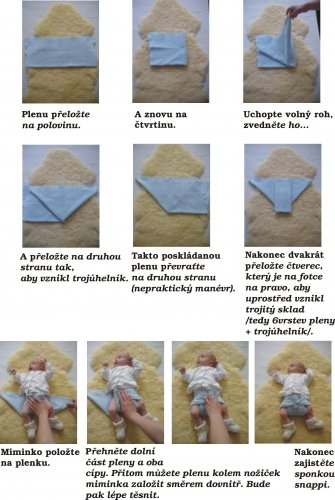 Plenu přeložte
na polovinu.
A znovu na
čtvrtinu.
Uchopte volný roh,
zvedněte ho...
A přeložte na druhou
stranu tak,
aby vznikl trojúhelník.
Takto poskládanou
plenu převraťte
na druhou stranu
(nepraktický manévr).
Nakonec dvakrát
přeložte čtverec,
který je na fotce
na pravo, aby
uprostřed vznikl
trojitý sklad
/tedy 6vrstev pleny
+ trojúhelník/.
Miminko položte
na plenku.
Přehněte dolní
část pleny a oba
cípy. Přitom můžete plenu kolem nožiček
miminka založit směrem dovnitř. Bude
pak lépe těsnit.
Nakonec
zajistěte
sponkou
snappi.